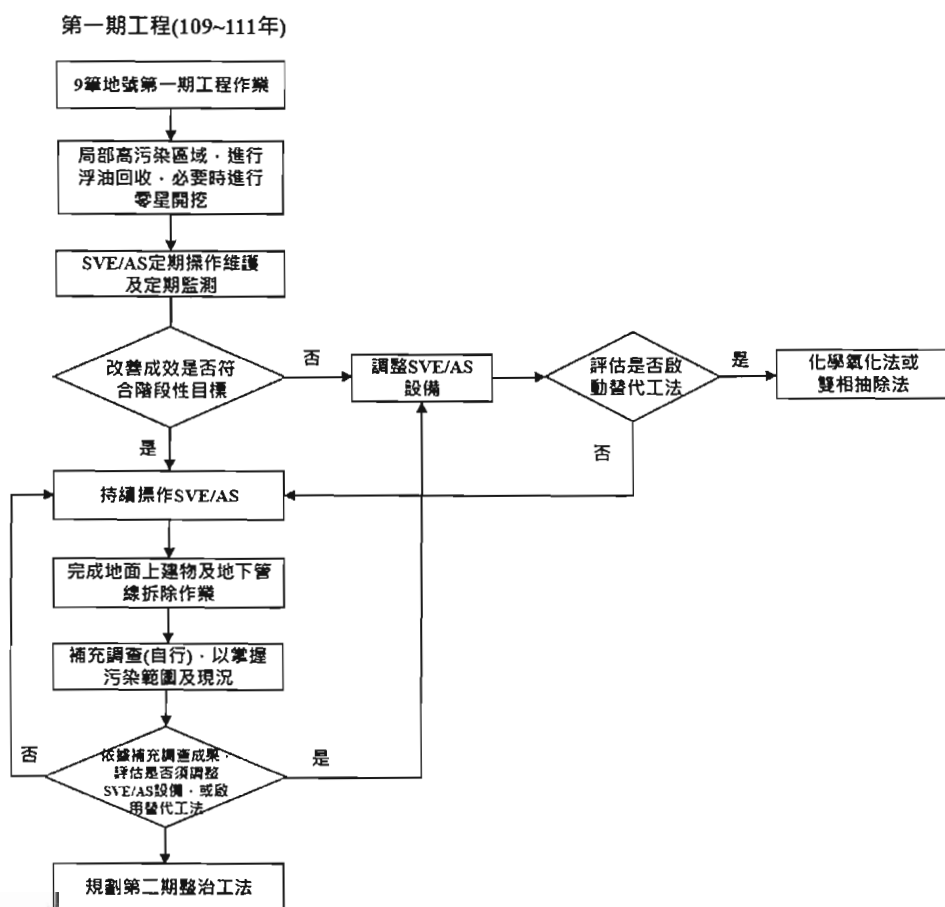 第一期工程(109~111年)
9筆地號第一期工程作業
局部高污染區域，進行
浮油回收，必要時進行
零星開挖
SVE/AS定期操作維護
及定期監測
改善成效是否符
合階段性目標
否
調整SVE/AS
設備
評估是否啟
動替代工法
是
化學氧化法或
雙相抽除法
是
否
持續操作SVE/AS
完成地面上建物及地下管
線拆除作業
補充調查(自行)，以掌握
污染範圍及現況
否
依據補充調查成果，
評估是否須調整
SVE/AS設備，或啟
用替代工法
是
規劃第二期整治工法